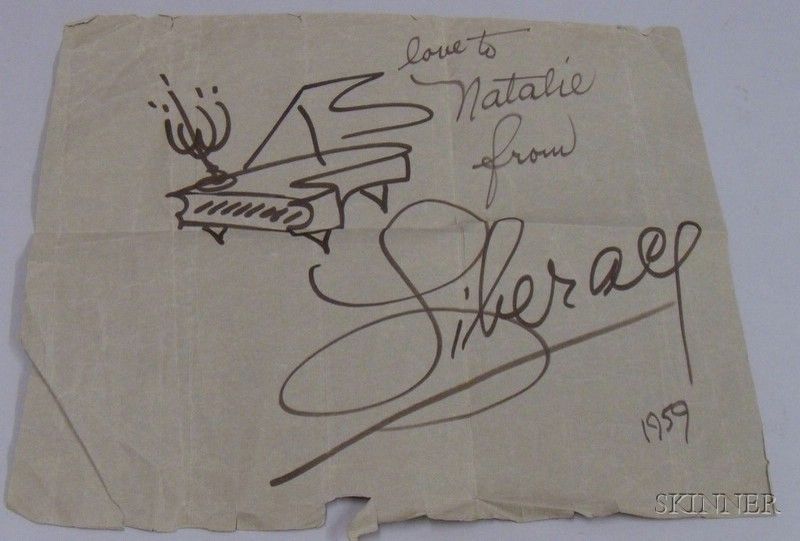 love to
Natalie
from
Liberace
1959
SKINNER